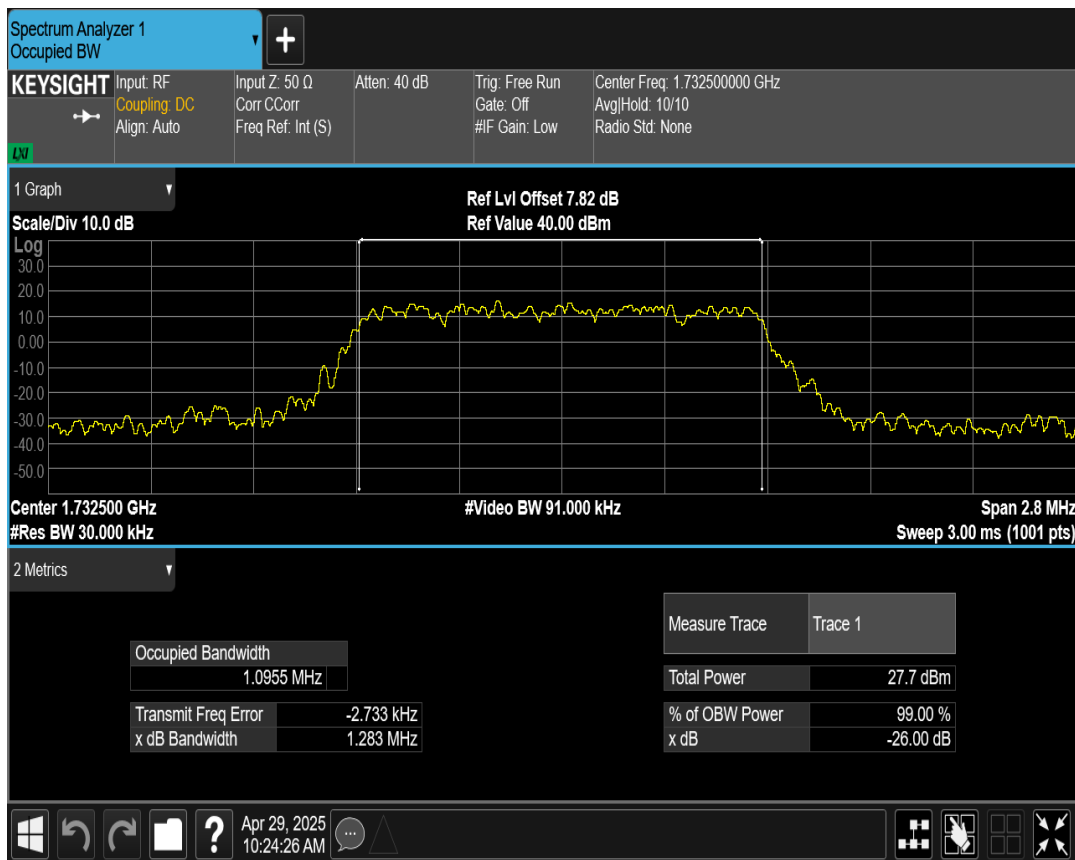 Spectrum Analyzer 1
Occupied BW
+
KEYSIGHT
LXI
Input: RF
Coupling: DC
Align: Auto
Input Z: 50 Ω
Corr CCorr
Freq Ref: Int (S)
Atten: 40 dB
Trig: Free Run
Gate: Off
#IF Gain: Low
Center Freq: 1.732500000 GHz
Avg|Hold: 10/10
Radio Std: None
1 Graph
Ref Lvl Offset 7.82 dB
Scale/Div 10.0 dB
Ref Value 40.00 dBm
Log
30.0
20.0
10.0
0.00
-10.0
-20.0
-30.0
-40.0
-50.0
Center 1.732500 GHz
#Video BW 91.000 kHz
Span 2.8 MHz
#Res BW 30.000 kHz
Sweep 3.00 ms (1001 pts)
2 Metrics
Measure Trace Trace 1
Occupied Bandwidth
1.0955 MHz
Total Power 27.7 dBm
Transmit Freq Error -2.733 kHz
% of OBW Power 99.00 %
x dB Bandwidth 1.283 MHz
x dB -26.00 dB
?
Apr 29, 2025
10:24:26 AM